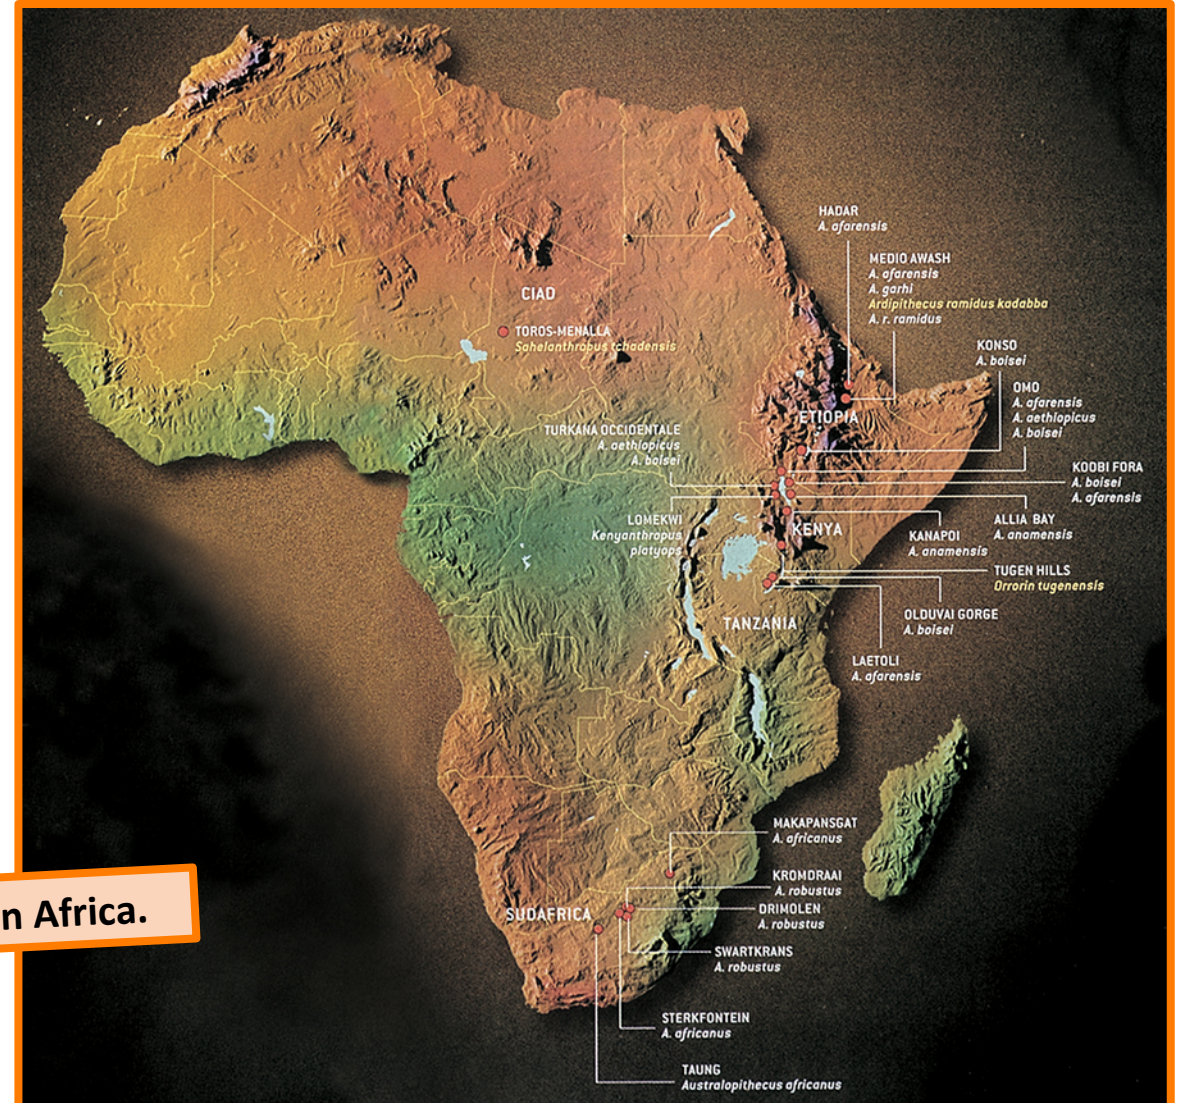 HADAR
A. afarensis
MEDIO AWASH
A. afarensis
A. garhi
Ardipithecus ramidus kadabba
A. r. ramidus
CIAD
TOROS-MENALLA
Sahelanthropus tchadensis
KONSO
A. boisei
OMO
A. afarensis
A. aethiopicus
A. boisei
ETIOPIA
TURKANA OCCIDENTALE
A. aethiopicus
A. boisei
KOOBI FORA
A. boisei
A. afarensis
LOMEKWI
Kenyanthropus
platyops
KENYA
ALLIA BAY
A. anamensis
KANAPOI
A. anamensis
TUGEN HILLS
Orrorin tugenensis
OLDUVAI GORGE
A. boisei
TANZANIA
LAETOLI
A. afarensis
MAKAPANSGAT
A. africanus
KROMDRAAI
A. robustus
n Africa.
SUDAFRICA
DRIMOLEN
A. robustus
SWARTKRANS
A. robustus
STERKFONTEIN
A. africanus
TAUNG
Australopithecus africanus